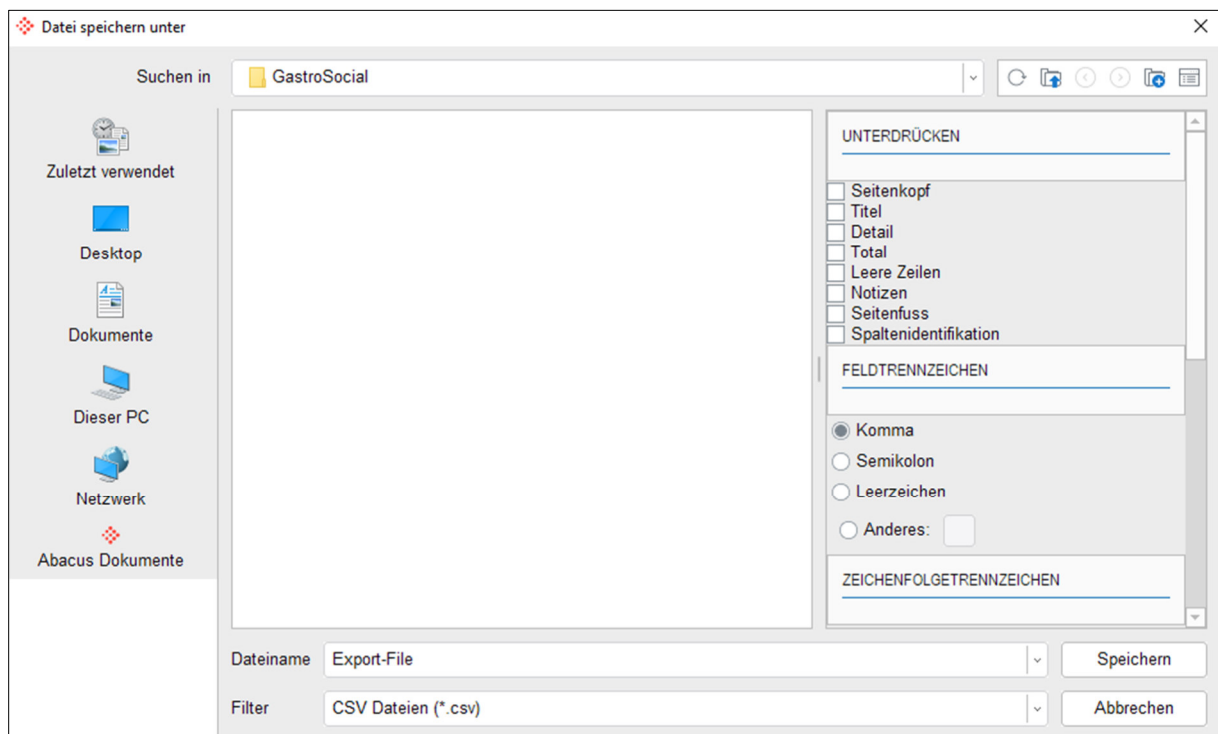 Datei speichern unter
Suchen in
GastroSocial
Zuletzt verwendet
Desktop
Dokumente
Dieser PC
Netzwerk
Abacus Dokumente
UNTERDRÜCKEN
Seitenkopf
Titel
Detail
Total
Leere Zeilen
Notizen
Seitenfuss
Spaltenidentifikation
FELDTRENNZEICHEN
Komma
Semikolon
Leerzeichen
Anderes:
ZEICHENFOLGETRENNZEICHEN
Dateiname
Export-File
Speichern
Filter
CSV Dateien (*.csv)
Abbrechen